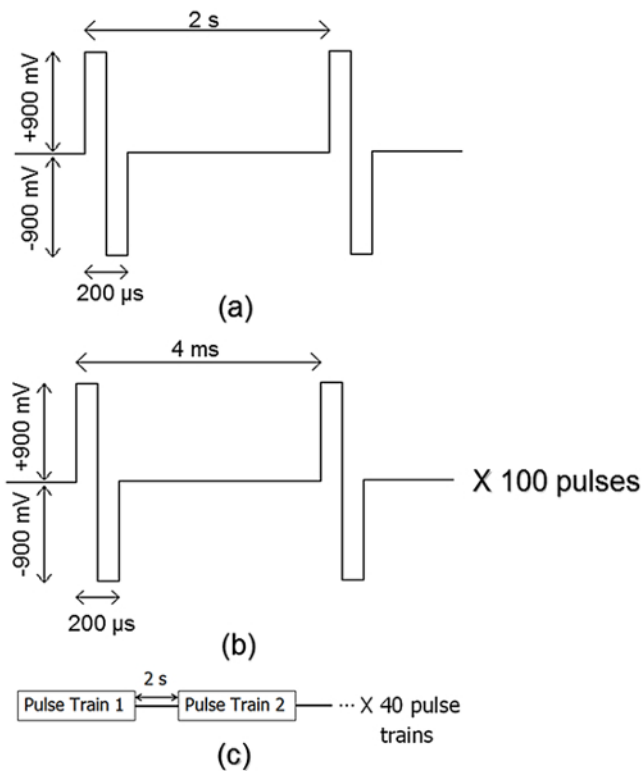 2 s
+900 mV
-900 mV
200 µs
(a)
4 ms
+900 mV
-900 mV
X 100 pulses
200 µs
(b)
2 s
Pulse Train 1
Pulse Train 2
... X 40 pulse
trains
(c)